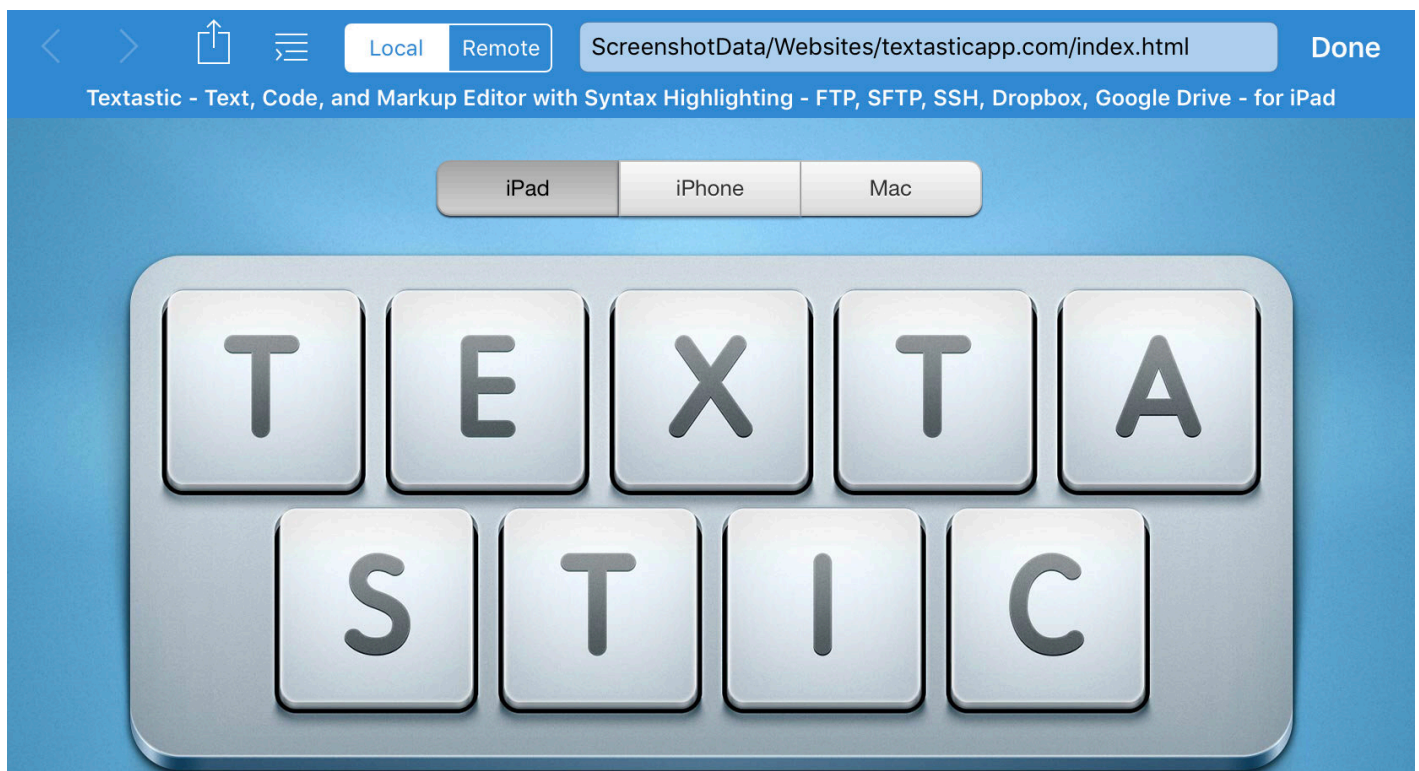 Local Remote ScreenshotData/Websites/textasticapp.com/index.html Done
Textastic - Text, Code, and Markup Editor with Syntax Highlighting - FTP, SFTP, SSH, Dropbox, Google Drive - for iPad
iPad iPhone Mac
TEXTA
STIC